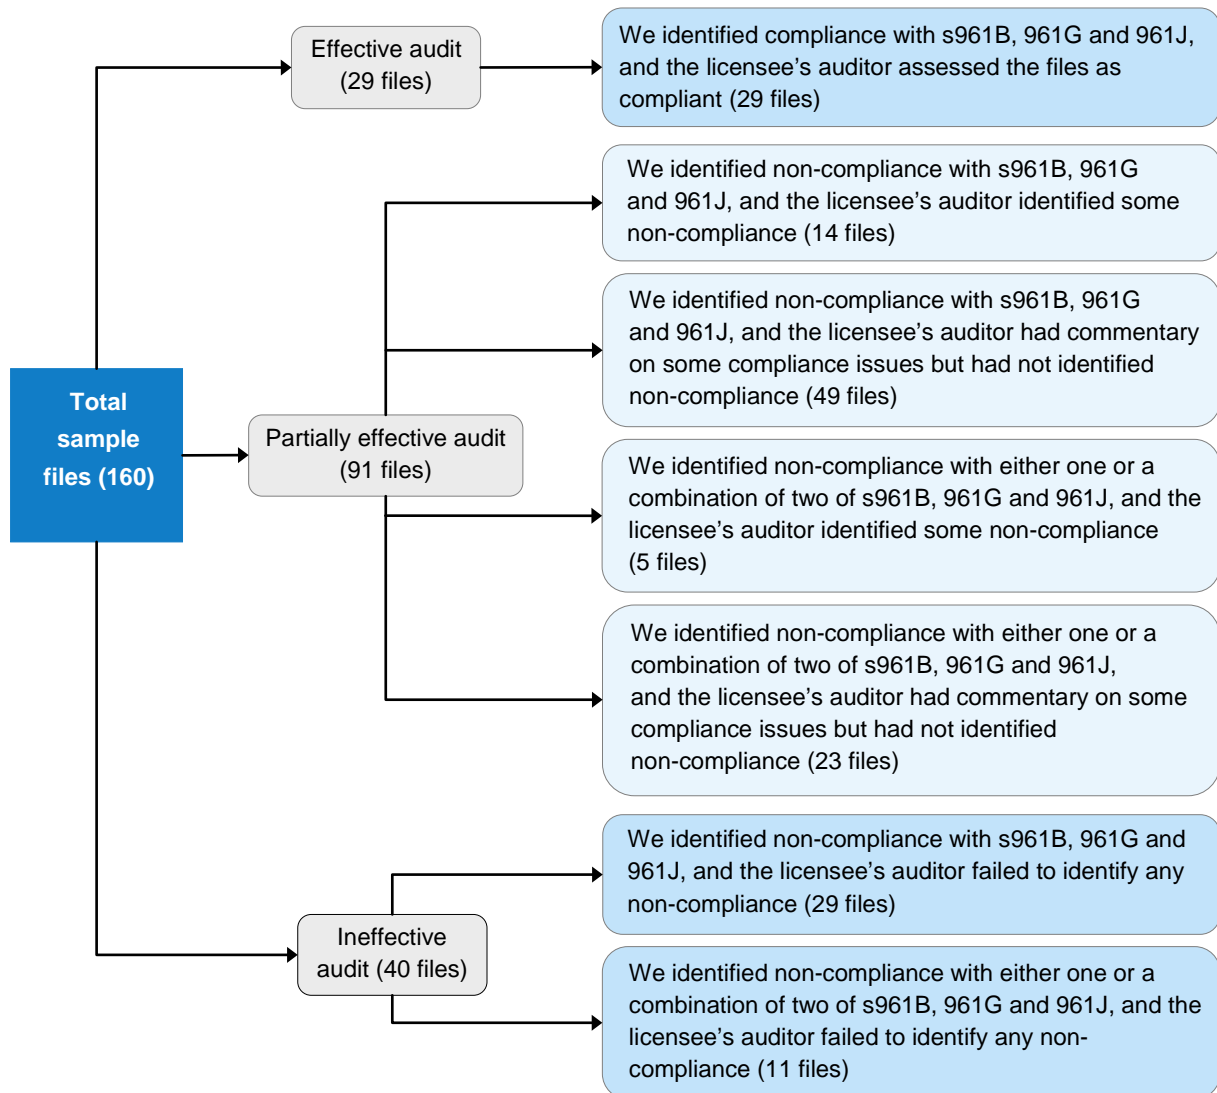 Effective audit
(29 files)
We identified compliance with s961B, 961G and 961J,
and the licensee’s auditor assessed the files as
compliant (29 files)
We identified non-compliance with s961B, 961G
and 961J, and the licensee’s auditor identified some
non-compliance (14 files)
We identified non-compliance with s961B, 961G
and 961J, and the licensee’s auditor had commentary
on some compliance issues but had not identified
non-compliance (49 files)
Total
sample
files (160)
Partially effective audit
(91 files)
We identified non-compliance with either one or a
combination of two of s961B, 961G and 961J, and the
licensee’s auditor identified some non-compliance
(5 files)
We identified non-compliance with either one or a
combination of two of s961B, 961G and 961J,
and the licensee’s auditor had commentary on some
compliance issues but had not identified
non-compliance (23 files)
We identified non-compliance with s961B, 961G and
961J, and the licensee’s auditor failed to identify any
non-compliance (29 files)
Ineffective
audit (40 files)
We identified non-compliance with either one or a
combination of two of s961B, 961G and 961J, and the
licensee’s auditor failed to identify any non-
compliance (11 files)